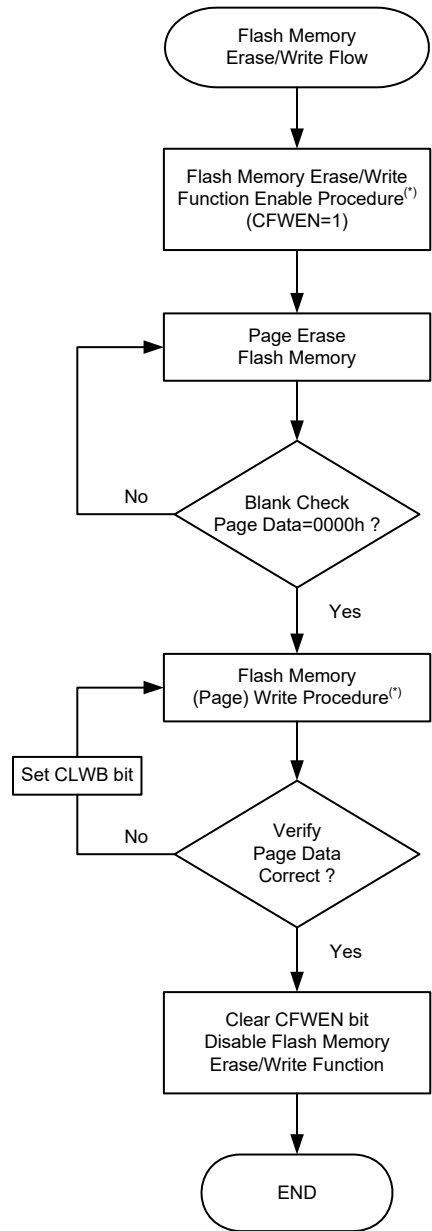 Flash Memory
Erase/Write Flow
Flash Memory Erase/Write
Function Enable Procedure(*)
(CFWEN=1)
Page Erase
Flash Memory
No
Blank Check
Page Data=0000h ?
Yes
Flash Memory
(Page) Write Procedure(*)
Set CLWB bit
No
Verify
Page Data
Correct ?
Yes
Clear CFWEN bit
Disable Flash Memory
Erase/Write Function
END